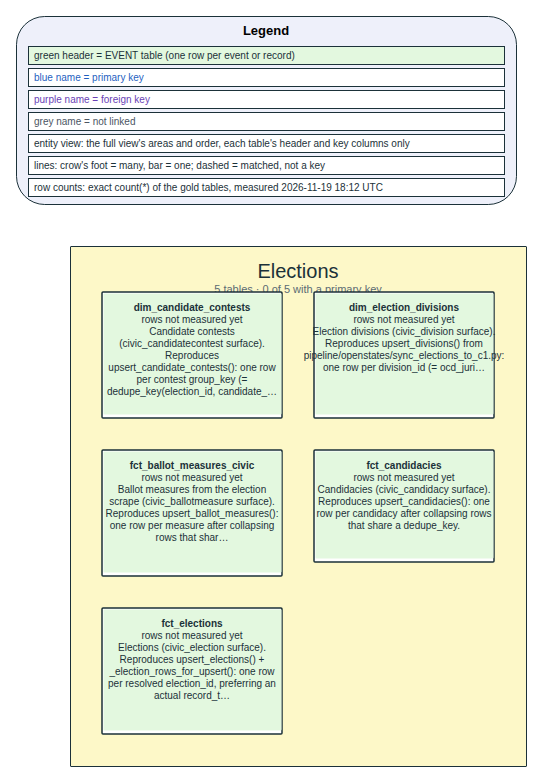 Legend
green header = EVENT table (one row per event or record)
blue name = primary key
purple name = foreign key
grey name = not linked
entity view: the full view's areas and order, each table's header and key columns only
lines: crow's foot = many, bar = one; dashed = matched, not a key
row counts: exact count(*) of the gold tables, measured 2026-11-19 18:12 UTC
Elections
5 tables · 0 of 5 with a primary key
dim_candidate_contests
rows not measured yet
Candidate contests
(civic_candidatecontest surface).
Reproduces
upsert_candidate_contests(): one row
per contest group_key (=
dedupe_key(election_id, candidate_…
dim_election_divisions
rows not measured yet
Election divisions (civic_division surface).
Reproduces upsert_divisions() from
pipeline/openstates/sync_elections_to_c1.py:
one row per division_id (= ocd_juri…
fct_ballot_measures_civic
rows not measured yet
Ballot measures from the election
scrape (civic_ballotmeasure surface).
Reproduces upsert_ballot_measures():
one row per measure after collapsing
rows that shar…
fct_candidacies
rows not measured yet
Candidacies (civic_candidacy surface).
Reproduces upsert_candidacies(): one
row per candidacy after collapsing rows
that share a dedupe_key.
fct_elections
rows not measured yet
Elections (civic_election surface).
Reproduces upsert_elections() +
_election_rows_for_upsert(): one row
per resolved election_id, preferring an
actual record_t…